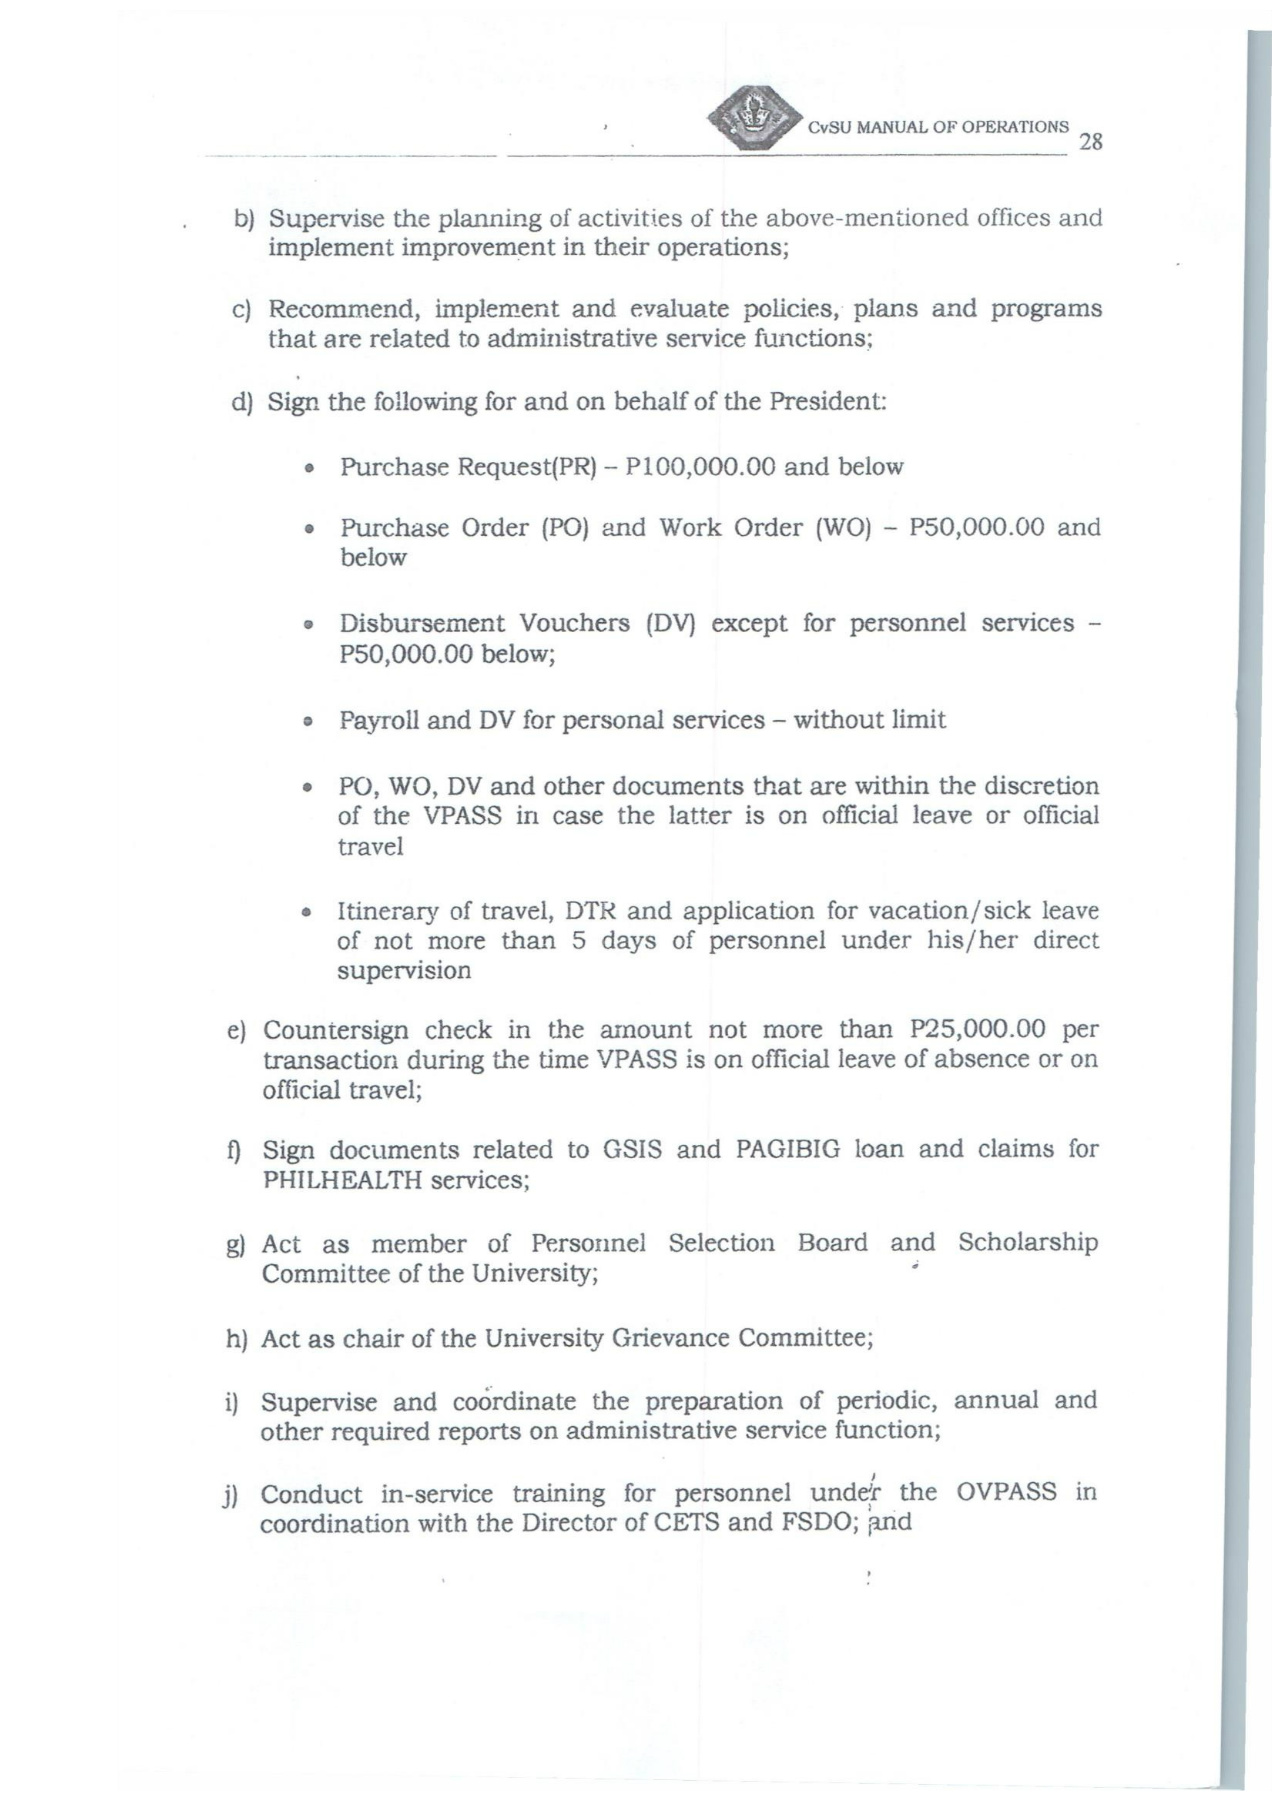 CvSU MANUAL OF OPERATIONS
28
b) Supervise the planning of activities of the above-mentioned offices and
implement improvement in their operations;
c) Recommend, implement and evaluate policies, plans and programs
that are related to administrative service functions;
d) Sign the following for and on behalf of the President:
• Purchase Request(PR) – P100,000.00 and below
• Purchase Order (PO) and Work Order (WO) – P50,000.00 and
below
• Disbursement Vouchers (DV) except for personnel services –
P50,000.00 below;
• Payroll and DV for personal services – without limit
• PO, WO, DV and other documents that are within the discretion
of the VPASS in case the latter is on official leave or official
travel
• Itinerary of travel, DTR and application for vacation/sick leave
of not more than 5 days of personnel under his/her direct
supervision
e) Countersign check in the amount not more than P25,000.00 per
transaction during the time VPASS is on official leave of absence or on
official travel;
f) Sign documents related to GSIS and PAGIBIG loan and claims for
PHILHEALTH services;
g) Act as member of Personnel Selection Board and Scholarship
Committee of the University;
h) Act as chair of the University Grievance Committee;
i) Supervise and coordinate the preparation of periodic, annual and
other required reports on administrative service function;
j) Conduct in-service training for personnel under the OVPASS in
coordination with the Director of CETS and FSDO; and